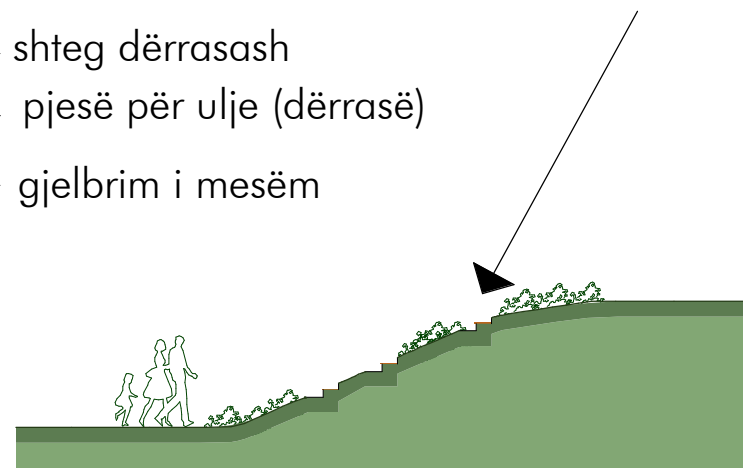 shteg dërrasash
pjesë për ulje (dërrasë)
gjelbrim i mesëm